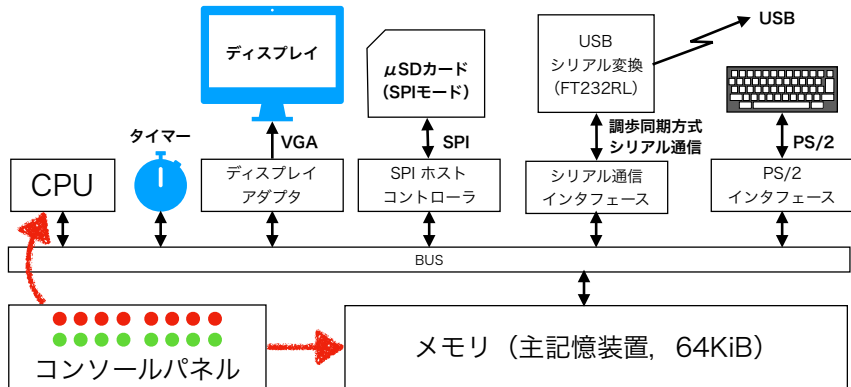 USB
ディスプレイ
μSDカード
（SPIモード）
USB
シリアル変換
（FT232RL）
タイマー
VGA
SPI
調歩同期方式
シリアル通信
PS/2
CPU
ディスプレイ
アダプタ
SPI ホスト
コントローラ
シリアル通信
インタフェース
PS/2
インタフェース
BUS
コンソールパネル
メモリ（主記憶装置，64KiB）